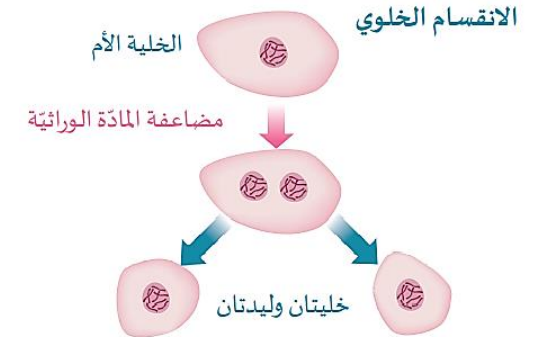 الانقسام الخلوي
الخلية الأم
مضاعفة المادّة الوراثيّة
خليتان وليدتان